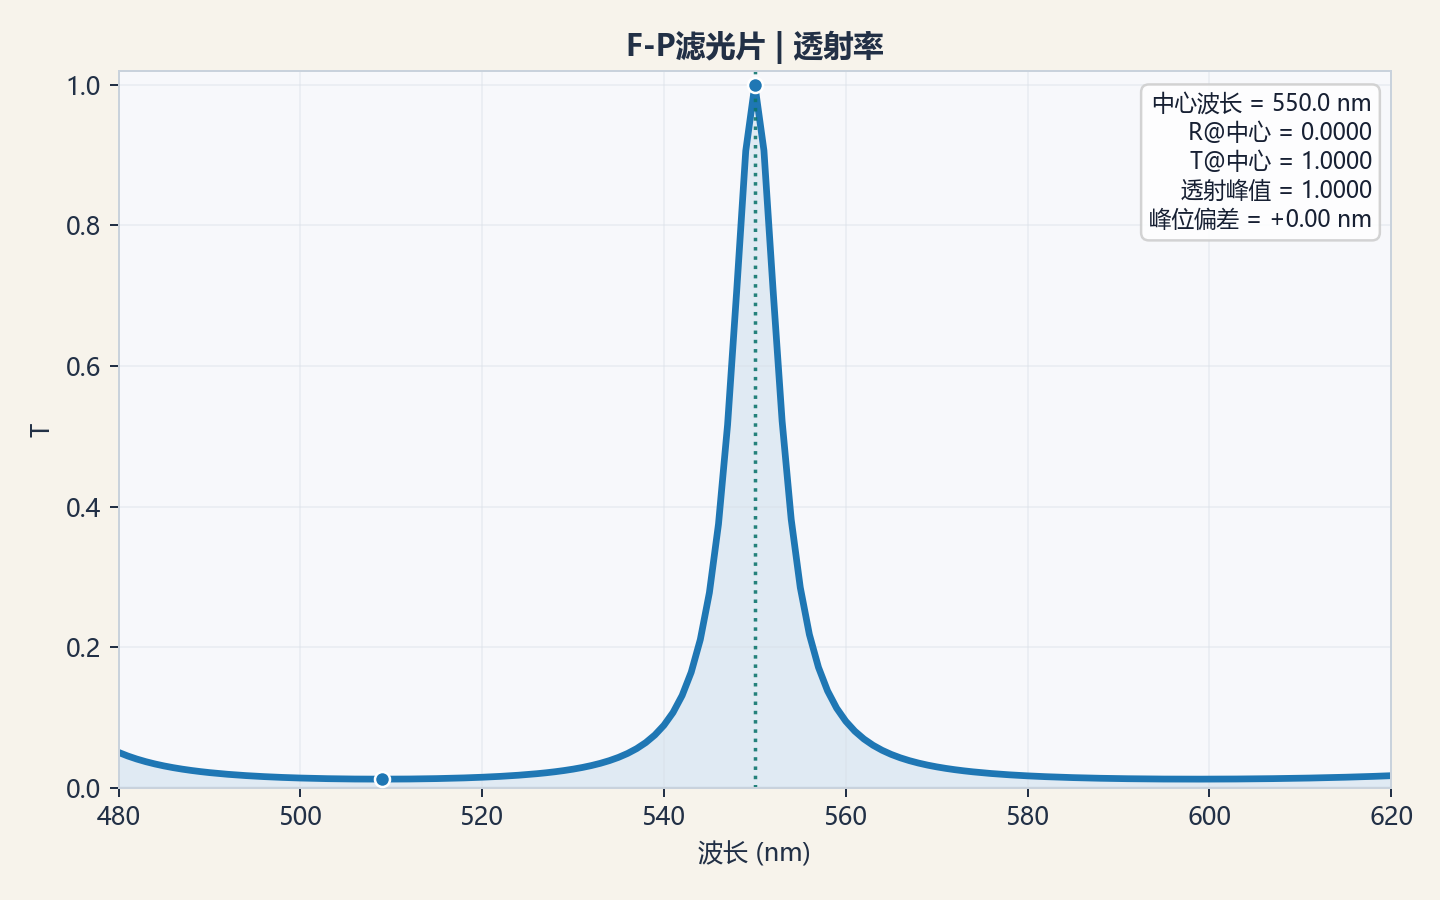 F-P滤光片 | 透射率
中心波长 = 550.0 nm
R@中心 = 0.0000
T@中心 = 1.0000
透射峰值 = 1.0000
峰位偏差 = +0.00 nm
T
1.0
0.8
0.6
0.4
0.2
0.0
480 500 520 540 560 580 600 620
波长 (nm)